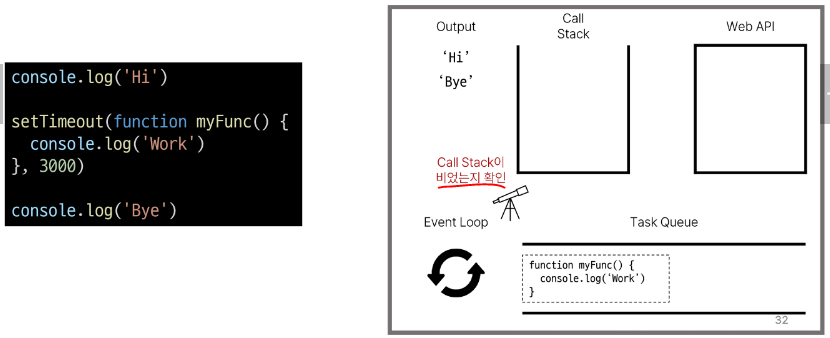 console.log('Hi')
setTimeout(function myFunc() {
  console.log('Work')
}, 3000)
console.log('Bye')
Output
Call
Stack
Web API
‘Hi’
‘Bye’
Call Stack이
비었는지 확인
Event Loop
Task Queue
function myFunc() {
  console.log(‘Work’)
}
32